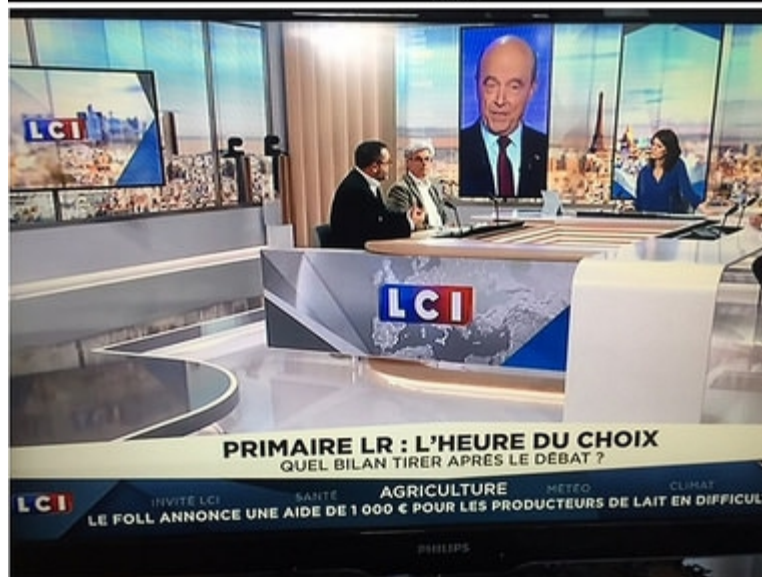 LCI
LCI
PRIMAIRE LR : L'HEURE DU CHOIX
QUEL BILAN TIRER APRÈS LE DÉBAT ?
INVITÉ LCI SANTÉ AGRICULTURE MÉTÉO CLIMAT
LCI
LE FOLL ANNONCE UNE AIDE DE 1 000 € POUR LES PRODUCTEURS DE LAIT EN DIFFICUL
PHILIPS